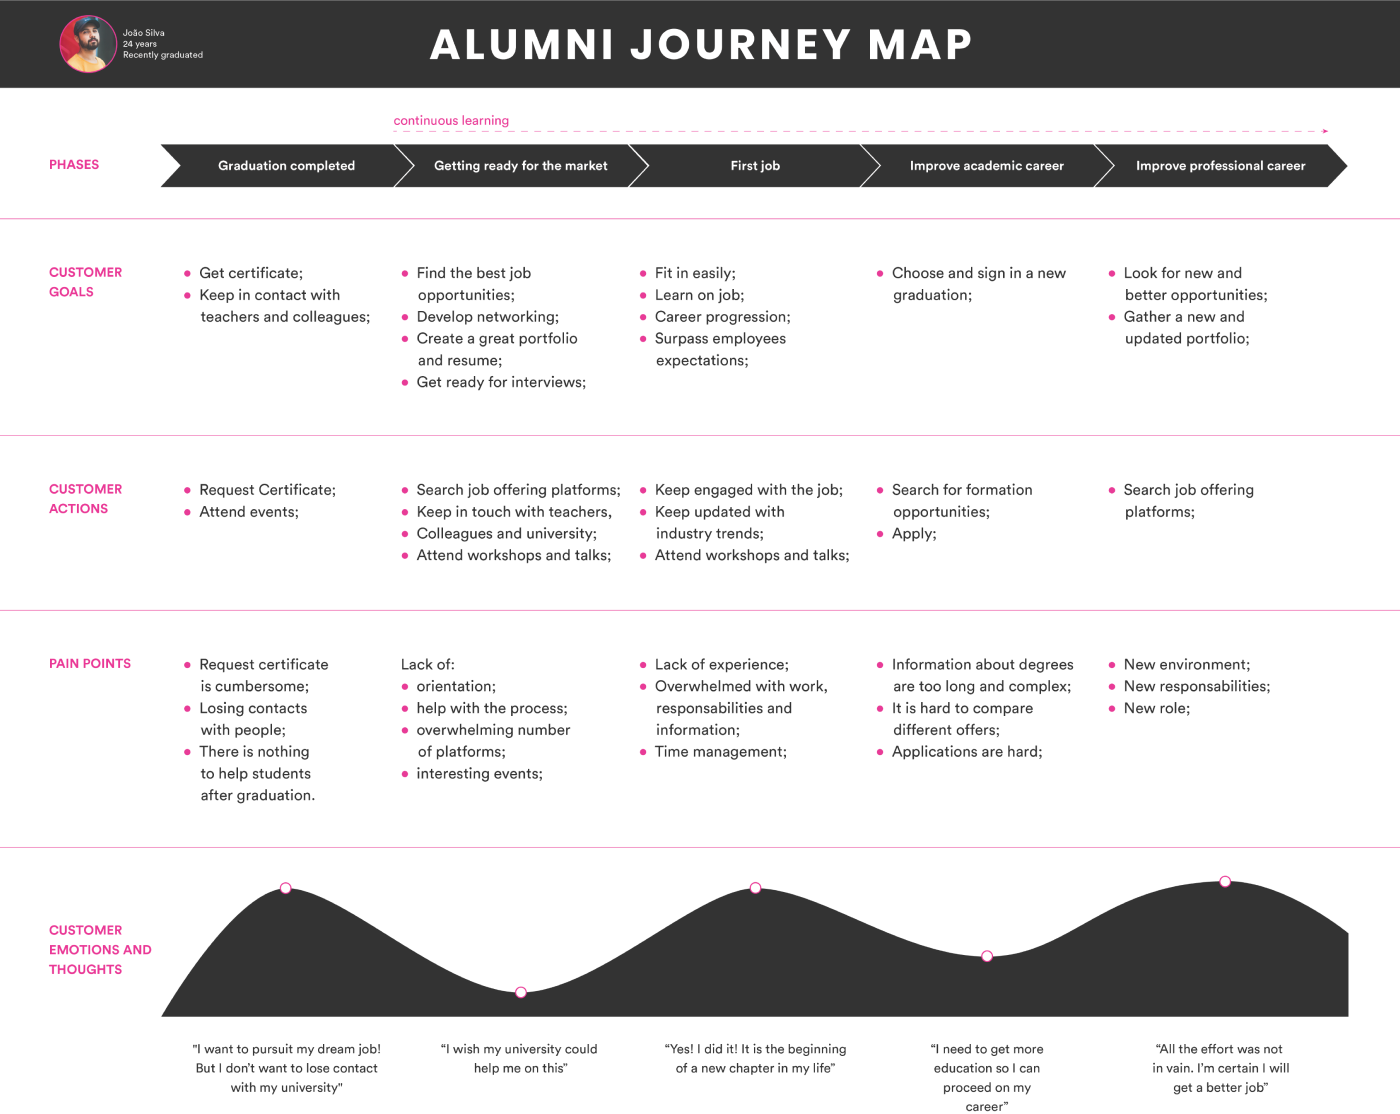 João Silva
24 years
Recently graduated
ALUMNI JOURNEY MAP
continuous learning
PHASES
Graduation completed
Getting ready for the market
First job
Improve academic career
Improve professional career
CUSTOMER
GOALS
Get certificate;
Keep in contact with
teachers and colleagues;
Find the best job
opportunities;
Develop networking;
Create a great portfolio
and resume;
Get ready for interviews;
Fit in easily;
Learn on job;
Career progression;
Surpass employees
expectations;
Choose and sign in a new
graduation;
Look for new and
better opportunities;
Gather a new and
updated portfolio;
CUSTOMER
ACTIONS
Request Certificate;
Attend events;
Search job offering platforms;
Keep in touch with teachers,
Colleagues and university;
Attend workshops and talks;
Keep engaged with the job;
Keep updated with
industry trends;
Attend workshops and talks;
Search for formation
opportunities;
Apply;
Search job offering
platforms;
PAIN POINTS
Request certificate
is cumbersome;
Losing contacts
with people;
There is nothing
to help students
after graduation.
Lack of:
orientation;
help with the process;
overwhelming number
of platforms;
interesting events;
Lack of experience;
Overwhelmed with work,
responsabilities and
information;
Time management;
Information about degrees
are too long and complex;
It is hard to compare
different offers;
Applications are hard;
New environment;
New responsabilities;
New role;
CUSTOMER
EMOTIONS AND
THOUGHTS
"I want to pursuit my dream job!
But I don't want to lose contact
with my university"
“I wish my university could
help me on this”
“Yes! I did it! It is the beginning
of a new chapter in my life”
“I need to get more
education so I can
proceed on my
career”
“All the effort was not
in vain. I’m certain I will
get a better job”